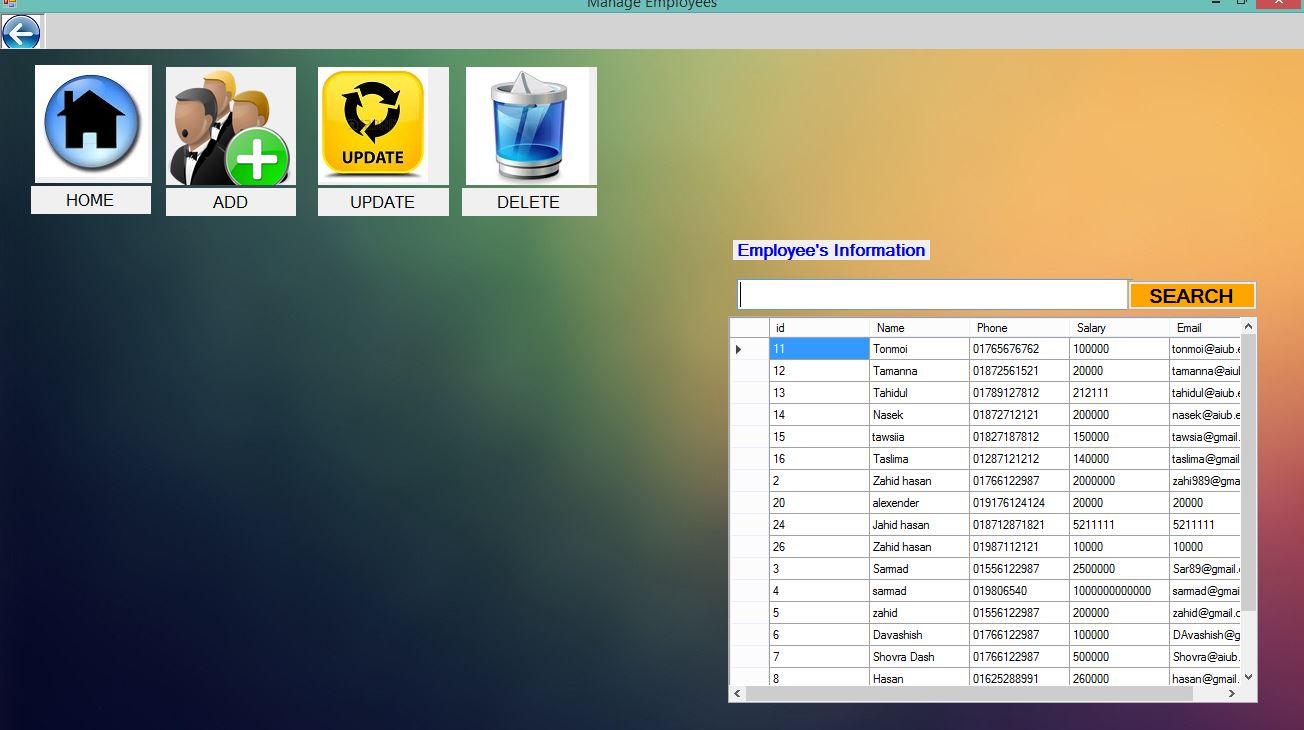 Manage Employees
UPDATE
HOME ADD UPDATE DELETE
Employee's Information
SEARCH
id Name Phone Salary Email
11 Tonmoi 01765676762 100000 tonmoi@aiub.e
12 Tamanna 01872561521 20000 tamanna@aiul
13 Tahidul 01789127812 212111 tahidul@aiub.
14 Nasek 01872712121 200000 nasek@aiub.e
15 tawsiia 01827187812 150000 tawsia@gmail.
16 Taslima 01287121212 140000 taslima@gmail
2 Zahid hasan 01766122987 2000000 zahi989@gma
20 alexender 019176124124 20000 20000
24 Jahid hasan 018712871821 5211111 5211111
26 Zahid hasan 01987112121 10000 10000
3 Sarmad 01556122987 2500000 Sar89@gmail.
4 sarmad 019806540 1000000000000 sarmad@gmai
5 zahid 01556122987 200000 zahid@gmail.c
6 Davashish 01766122987 100000 DAvashish@g
7 Shovra Dash 01766122987 500000 Shovra@aiub.
8 Hasan 01625288991 260000 hasan@gmail.